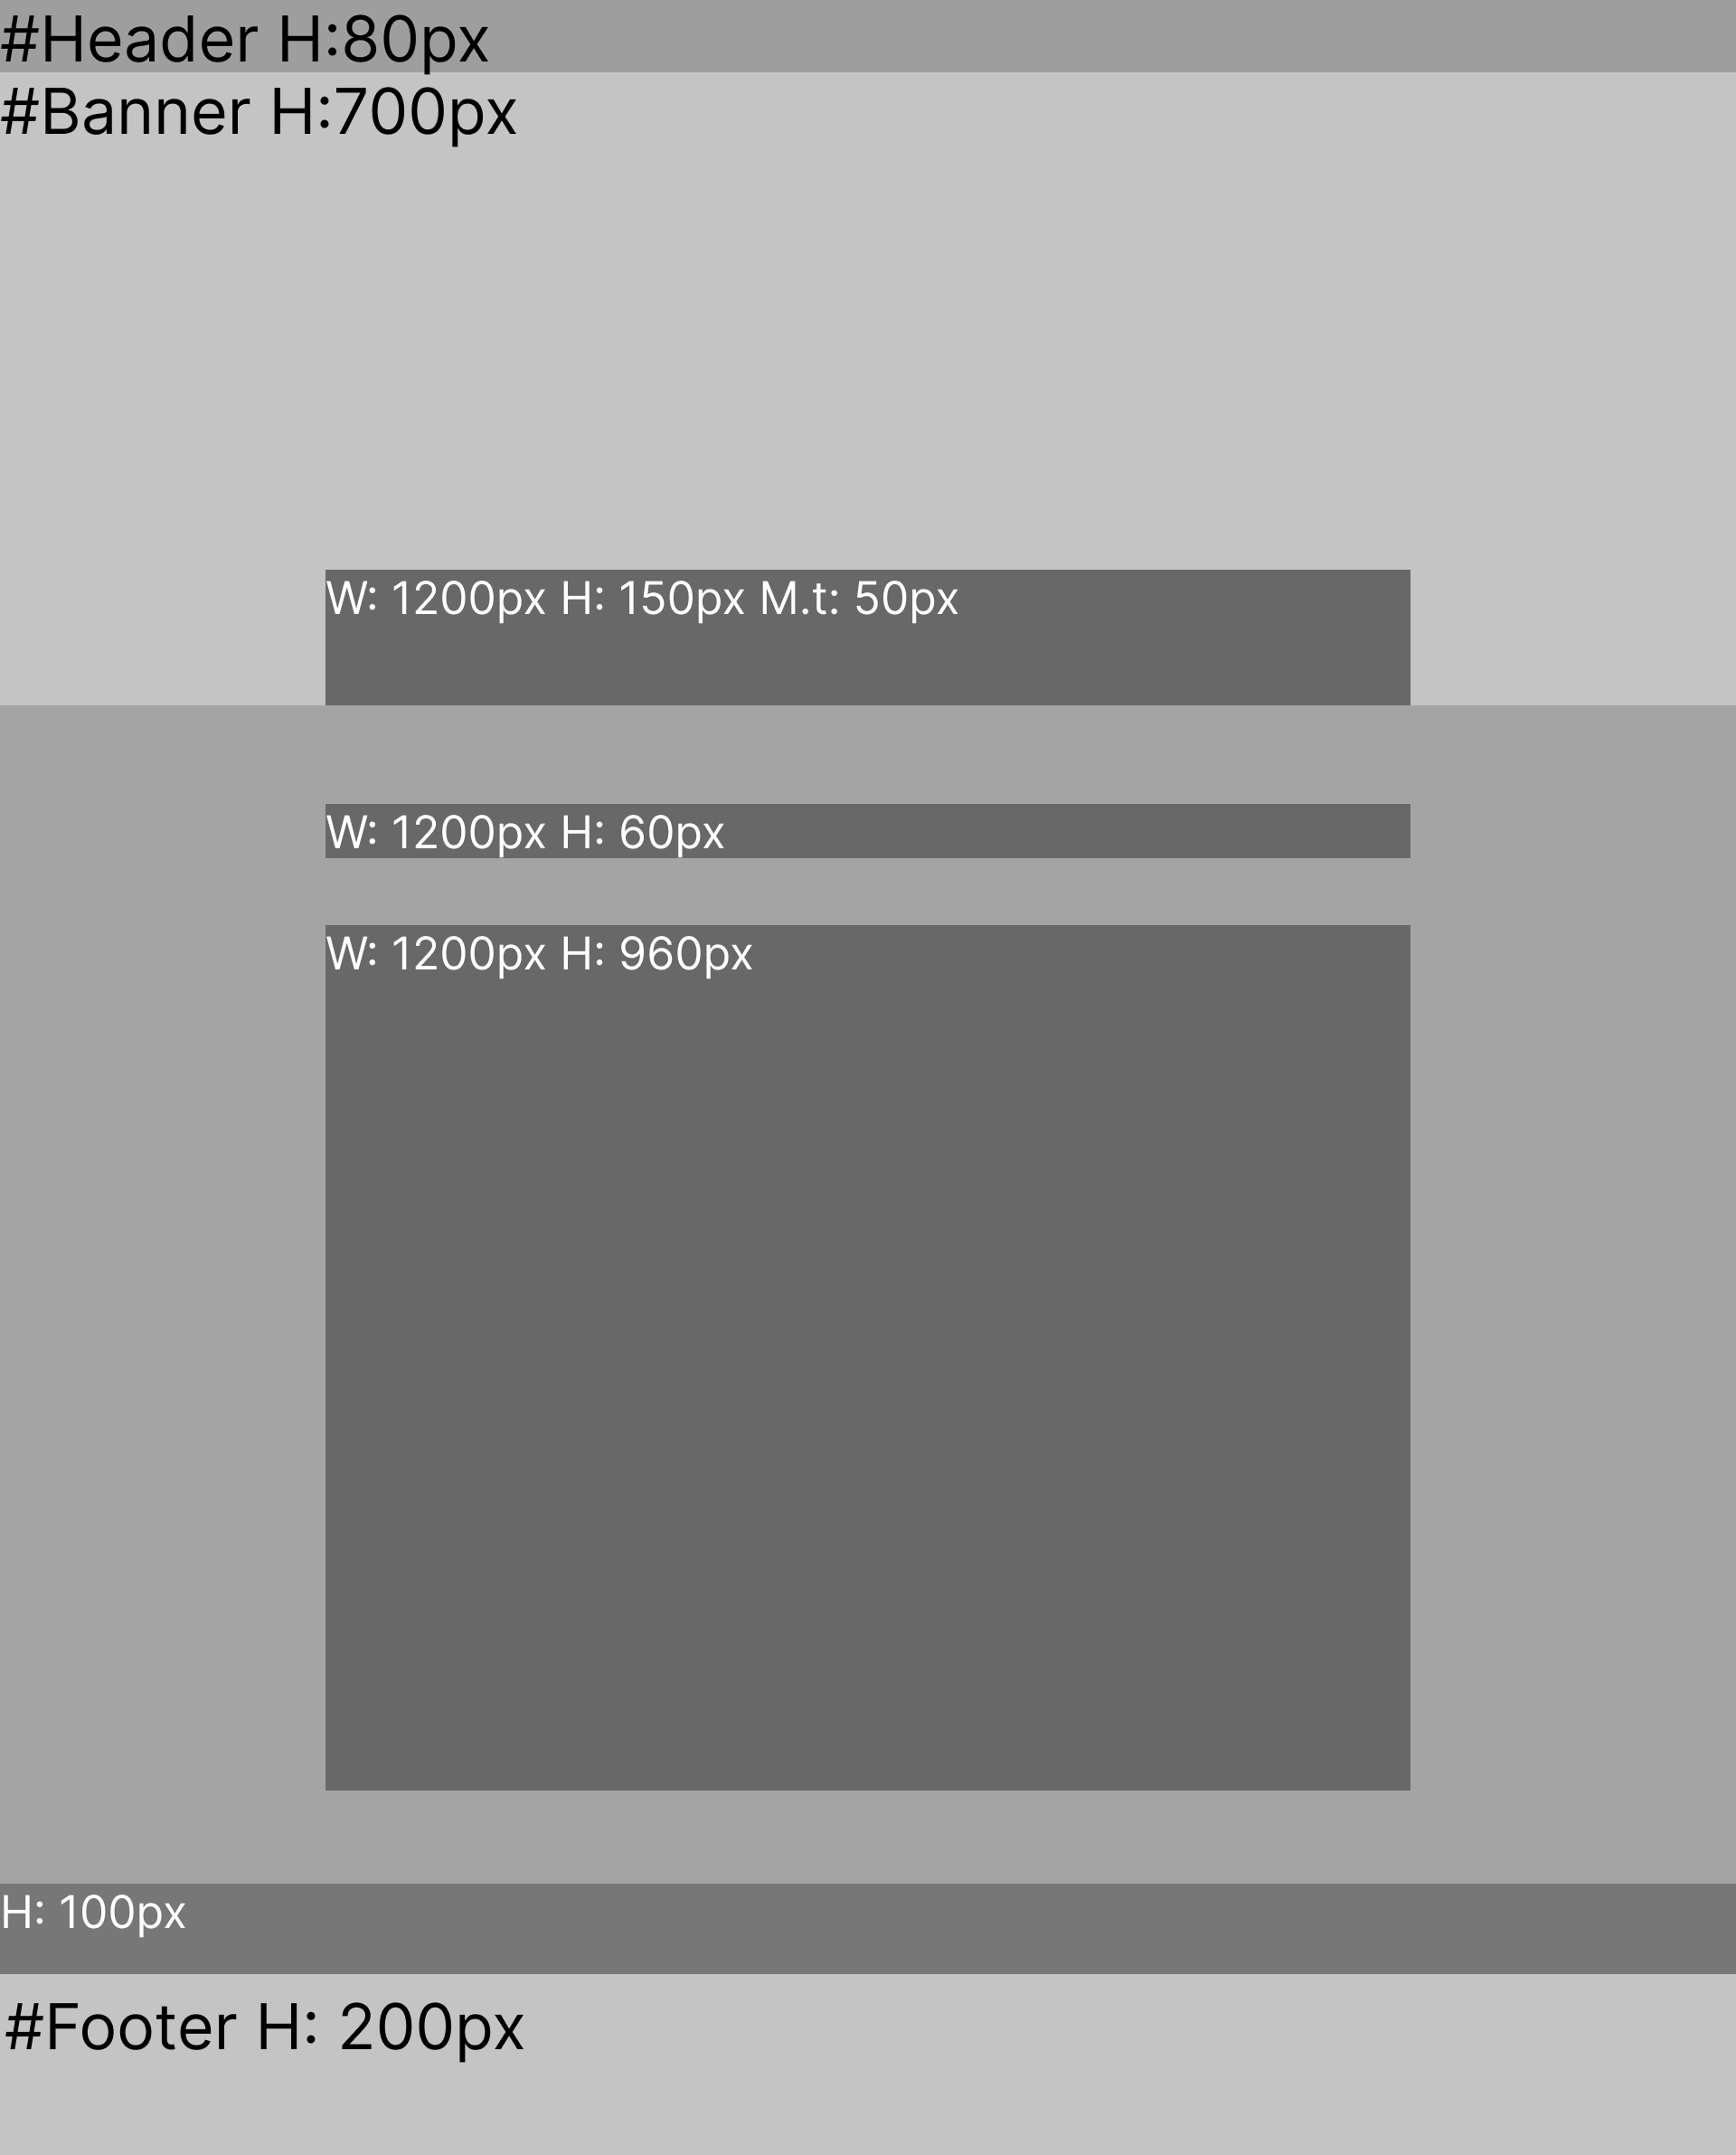 #Header H:80px
#Banner H:700px
W: 1200px H: 150px M.t: 50px
W: 1200px H: 60px
W: 1200px H: 960px
H: 100px
#Footer H: 200px